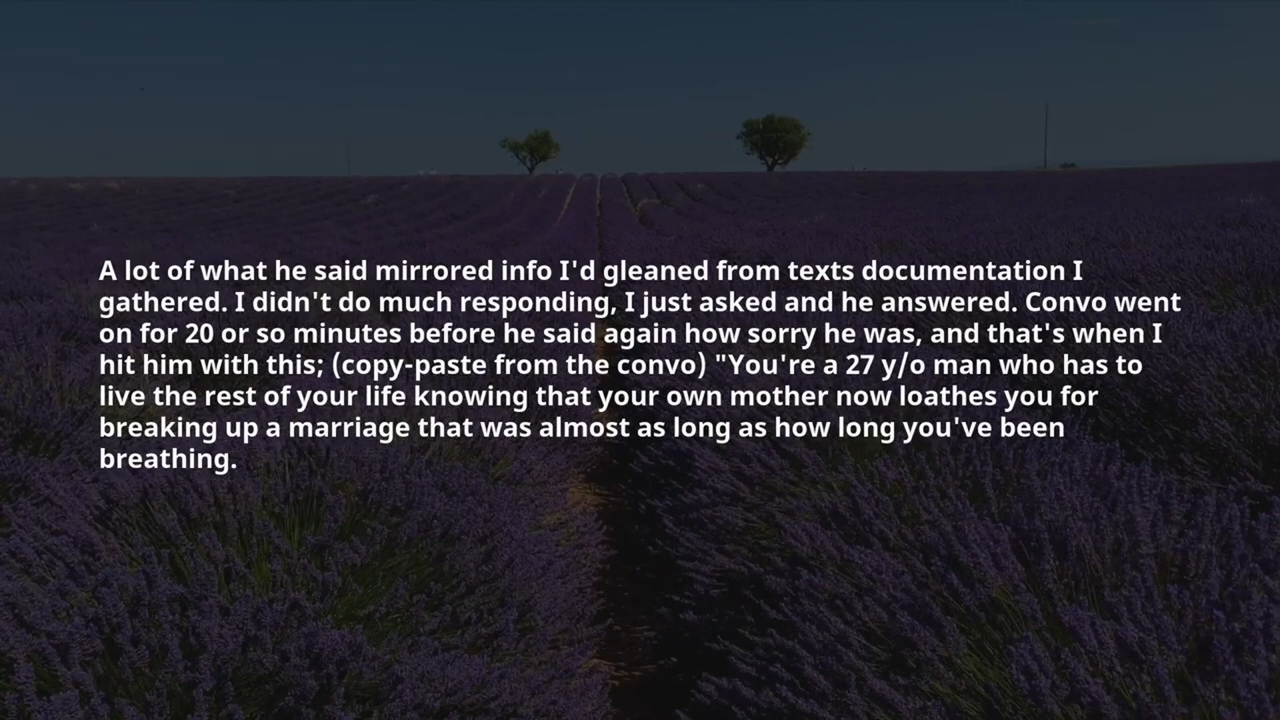 A lot of what he said mirrored info I'd gleaned from texts documentation I
gathered. I didn't do much responding, I just asked and he answered. Convo went
on for 20 or so minutes before he said again how sorry he was, and that's when I
hit him with this; (copy-paste from the convo) "You're a 27 y/o man who has to
live the rest of your life knowing that your own mother now loathes you for
breaking up a marriage that was almost as long as how long you've been
breathing.